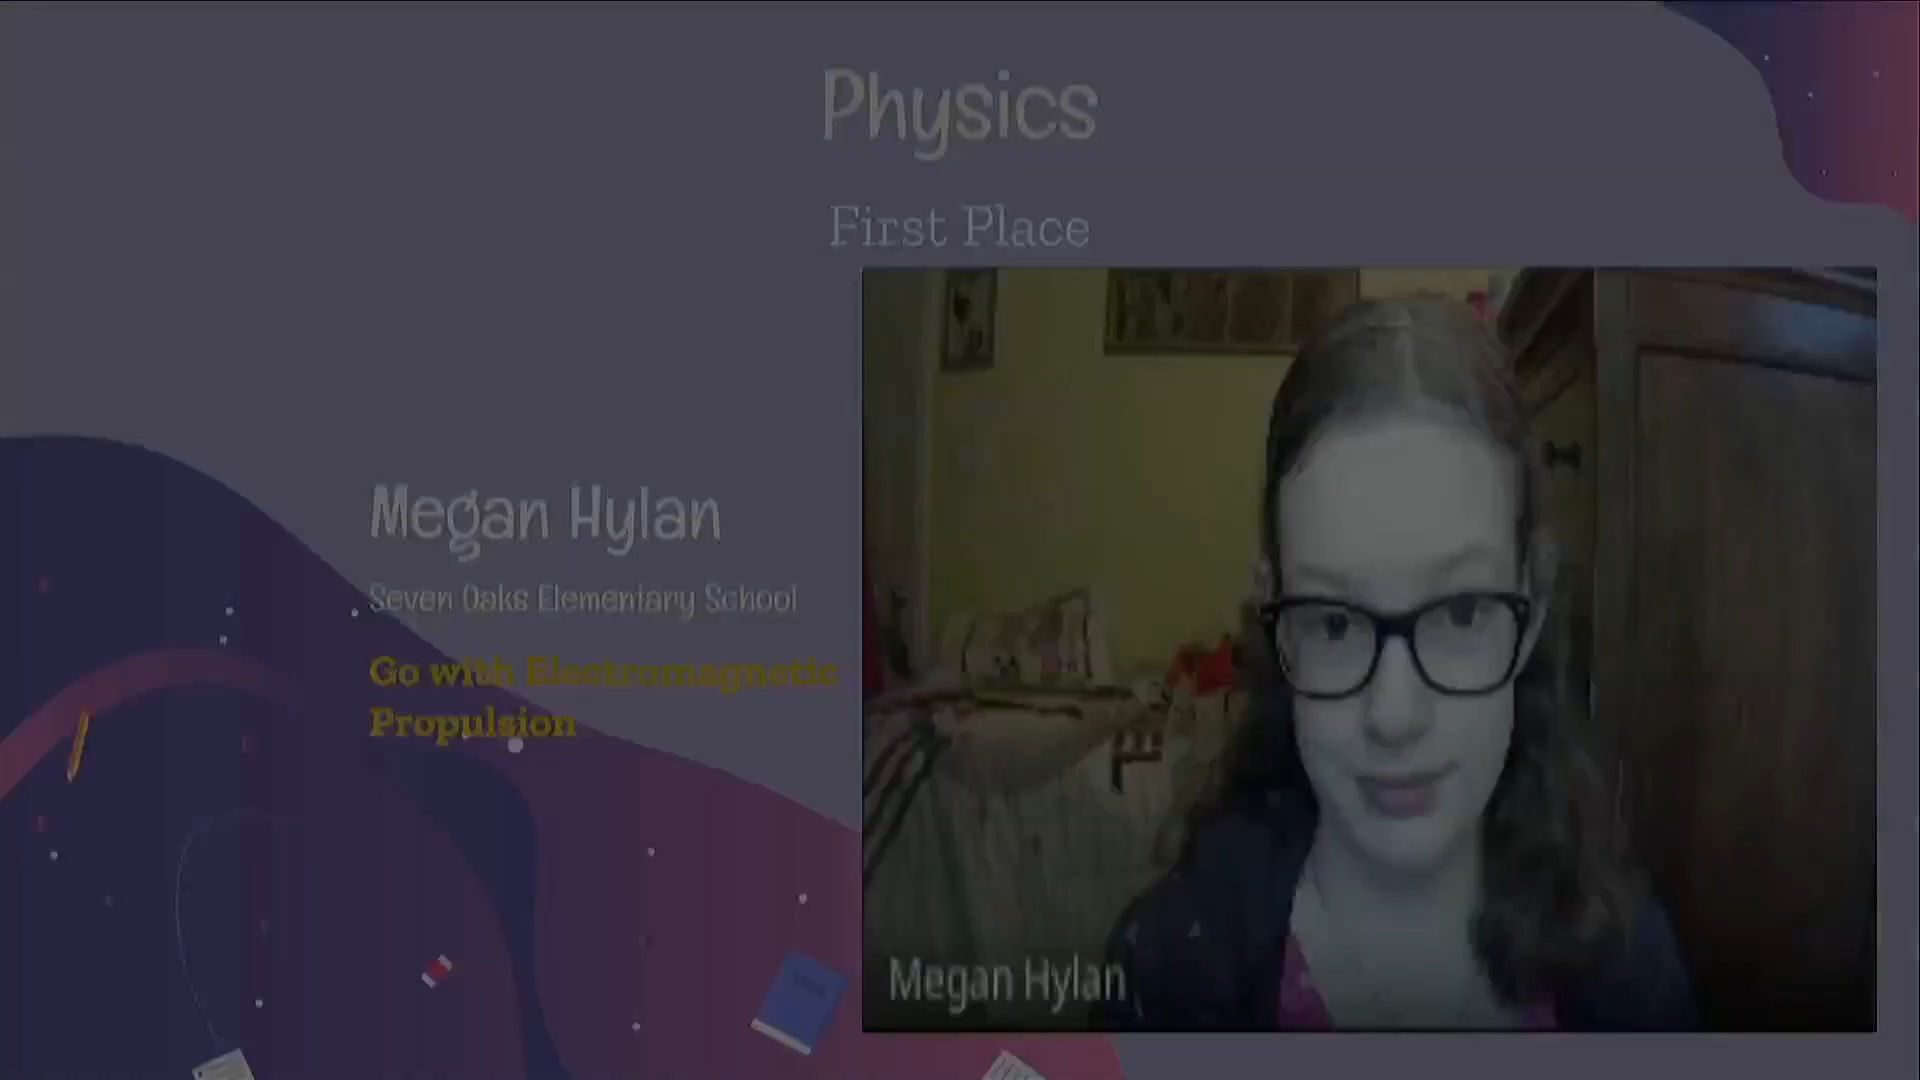 Physics
First Place
Megan Hylan
Seven Oaks Elementary School
Go with Electromagnetic
Propulsion
Megan Hylan